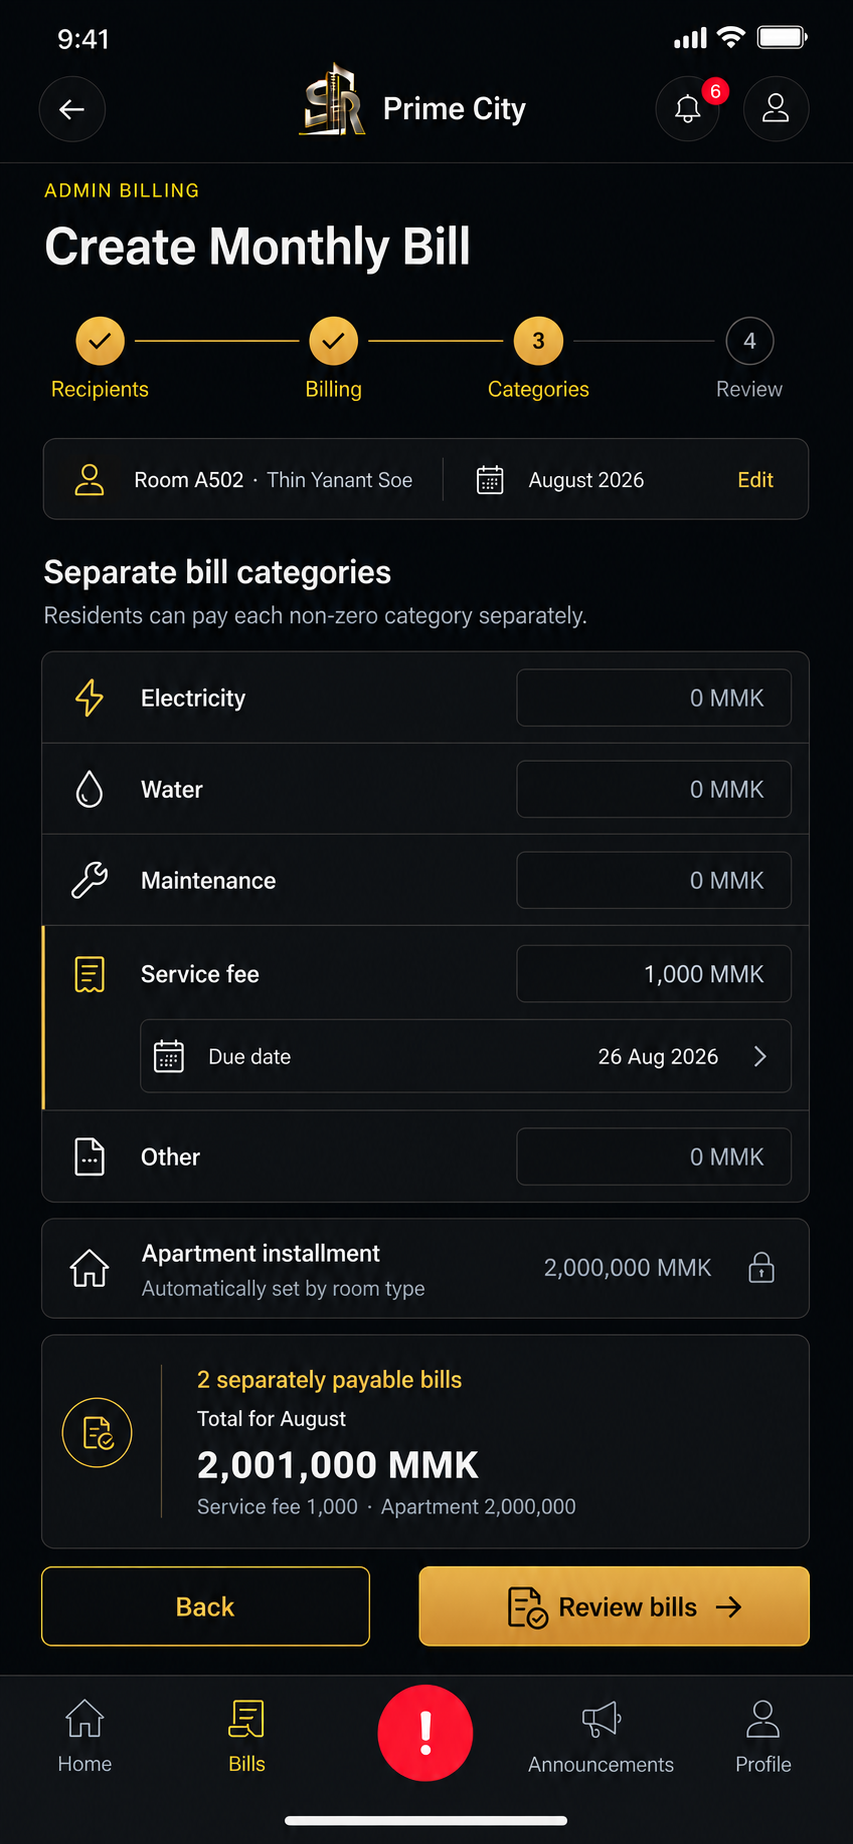 9:41
SR Prime City
6
ADMIN BILLING
Create Monthly Bill
3
4
Recipients
Billing
Categories
Review
Room A502 · Thin Yanant Soe
August 2026
Edit
Separate bill categories
Residents can pay each non-zero category separately.
Electricity
0 MMK
Water
0 MMK
Maintenance
0 MMK
Service fee
1,000 MMK
Due date
26 Aug 2026
Other
0 MMK
Apartment installment
Automatically set by room type
2,000,000 MMK
2 separately payable bills
Total for August
2,001,000 MMK
Service fee 1,000 · Apartment 2,000,000
Back
Review bills
!
Home
Bills
Announcements
Profile